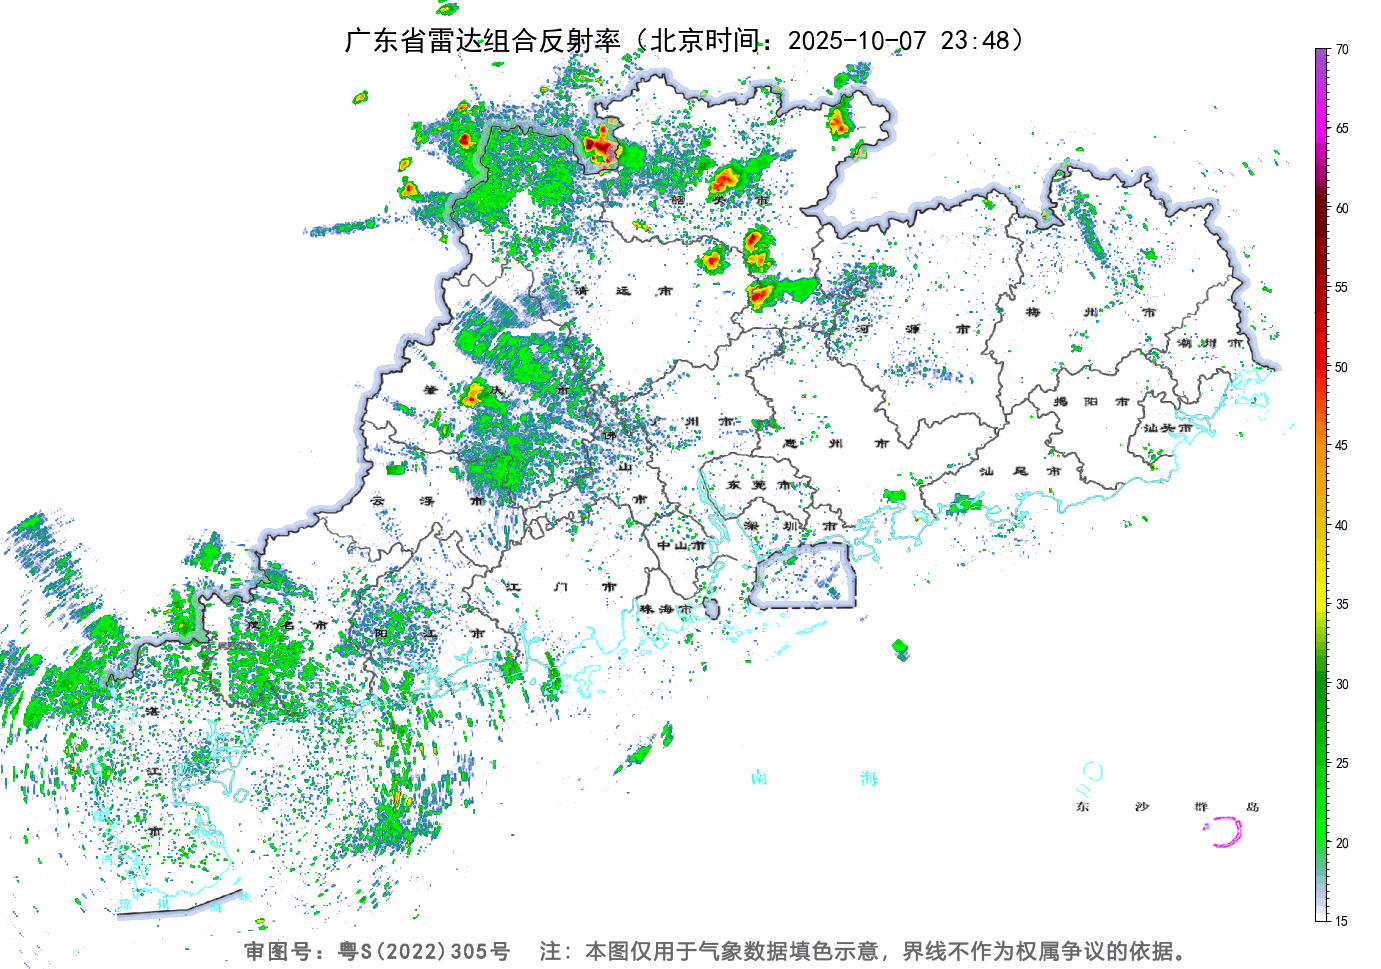 广东省雷达组合反射率（北京时间：2025-10-07 23:48）
70
65
60
55
50
45
40
35
30
25
20
15
韶关市
清远市
河源市
梅州市
潮州市
肇庆市
揭阳市
汕头市
广州市
佛山市
惠州市
汕尾市
东莞市
云浮市
深圳市
中山市
江门市
珠海市
茂名市
阳江市
湛江市
南海
东沙群岛
琼州海峡
审图号：粤S(2022)305号 注：本图仅用于气象数据填色示意，界线不作为权属争议的依据。